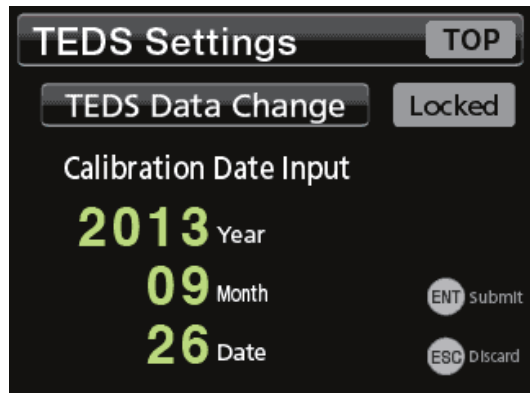 TEDS Settings TOP
TEDS Data Change Locked
Calibration Date Input
2013 Year
09 Month
ENT Submit
26 Date
ESC Discard